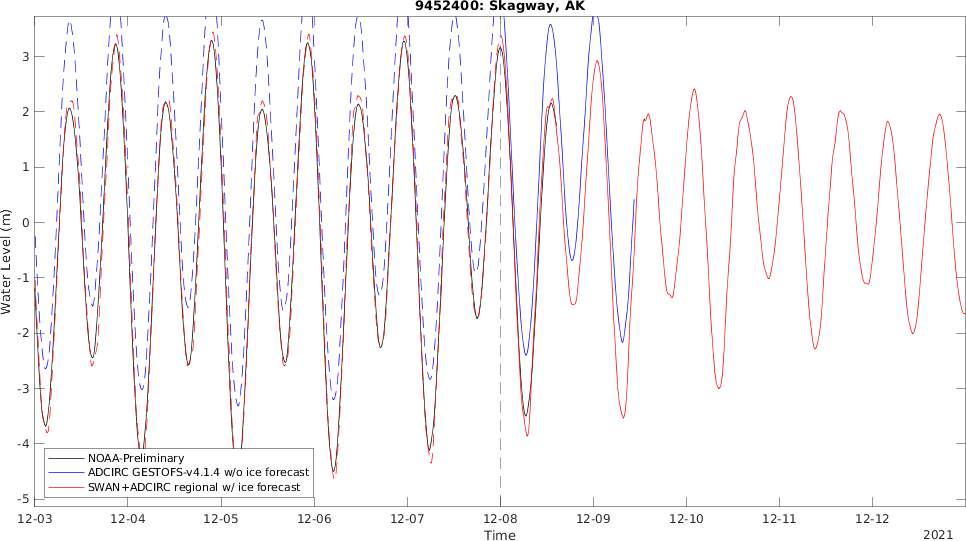 9452400: Skagway, AK
3
2
1
0
-1
-2
-3
-4
-5
Water Level (m)
NOAA-Preliminary
ADCIRC GESTOFS-v4.1.4 w/o ice forecast
SWAN+ADCIRC regional w/ ice forecast
12-03 12-04 12-05 12-06 12-07 12-08 12-09 12-10 12-11 12-12
Time
2021